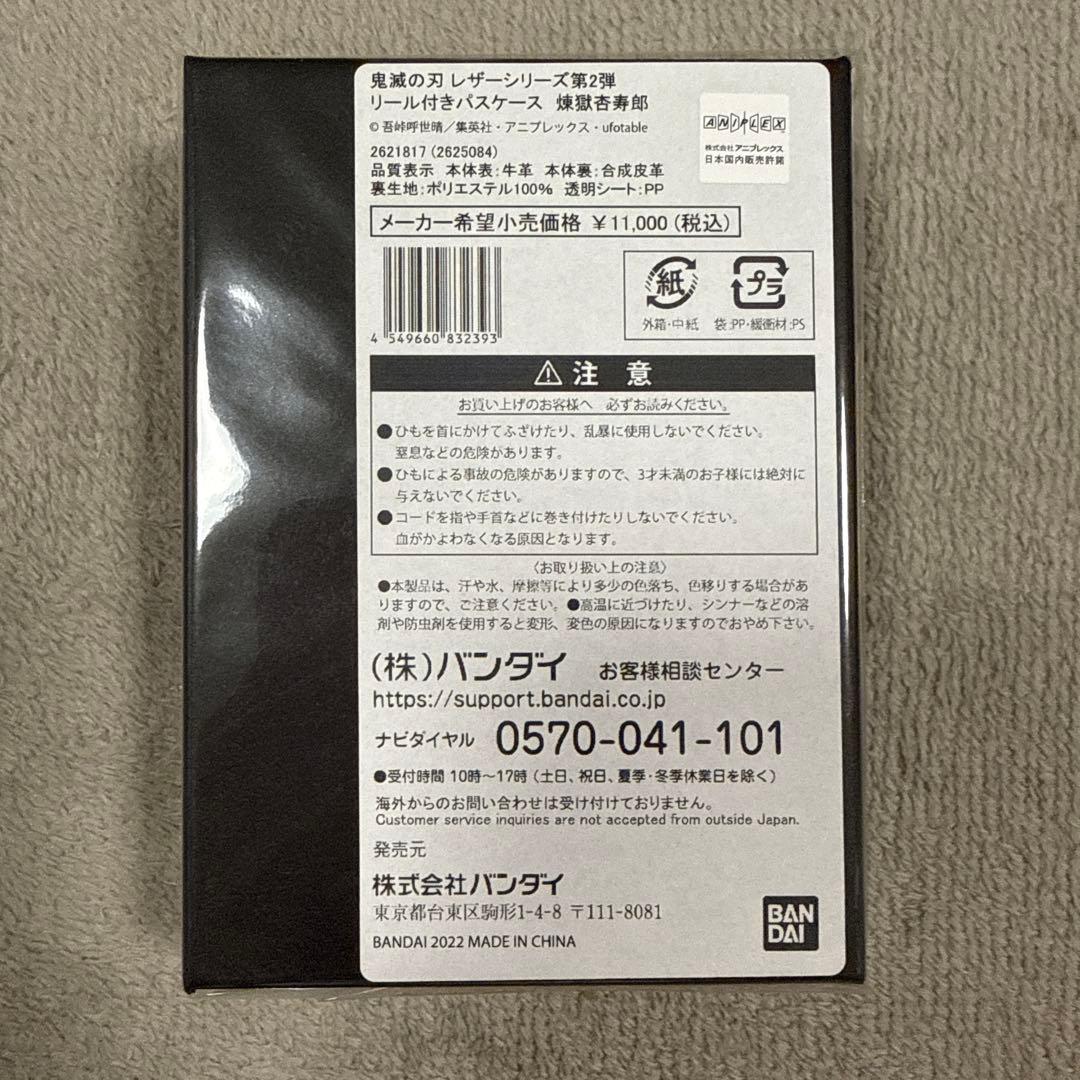 鬼滅の刃 レザーシリーズ第2弾
リール付きパスケース 煉獄杏寿郎
© 吾峠呼世晴／集英社・アニプレックス・ufotable
2621817 (2625084)
品質表示 本体表：牛革 本体裏：合成皮革
裏生地：ポリエステル100% 透明シート：PP
ANIPLEX
株式会社アニプレックス
日本国内販売許諾
メーカー希望小売価格 ¥11,000（税込）
4 549660 832393
紙
外箱・中紙
プラ
袋：PP・緩衝材：PS
⚠ 注 意
お買い上げのお客様へ 必ずお読みください。
●ひもを首にかけてふざけたり、乱暴に使用しないでください。
窒息などの危険があります。
●ひもによる事故の危険がありますので、3才未満のお子様には絶対に
与えないでください。
●コードを指や手首などに巻き付けたりしないでください。
血がかよわなくなる原因となります。
〈お取り扱い上の注意〉
●本製品は、汗や水、摩擦等により多少の色落ち、色移りする場合があ
りますので、ご注意ください。●高温に近づけたり、シンナーなどの溶
剤や防虫剤を使用すると変形、変色の原因になりますのでおやめ下さい。
（株）バンダイ お客様相談センター
https://support.bandai.co.jp
ナビダイヤル 0570-041-101
●受付時間 10時～17時（土日、祝日、夏季・冬季休業日を除く）
海外からのお問い合わせは受け付けておりません。
Customer service inquiries are not accepted from outside Japan.
発売元
株式会社バンダイ
東京都台東区駒形1-4-8 〒111-8081
BANDAI 2022 MADE IN CHINA
BAN
DAI